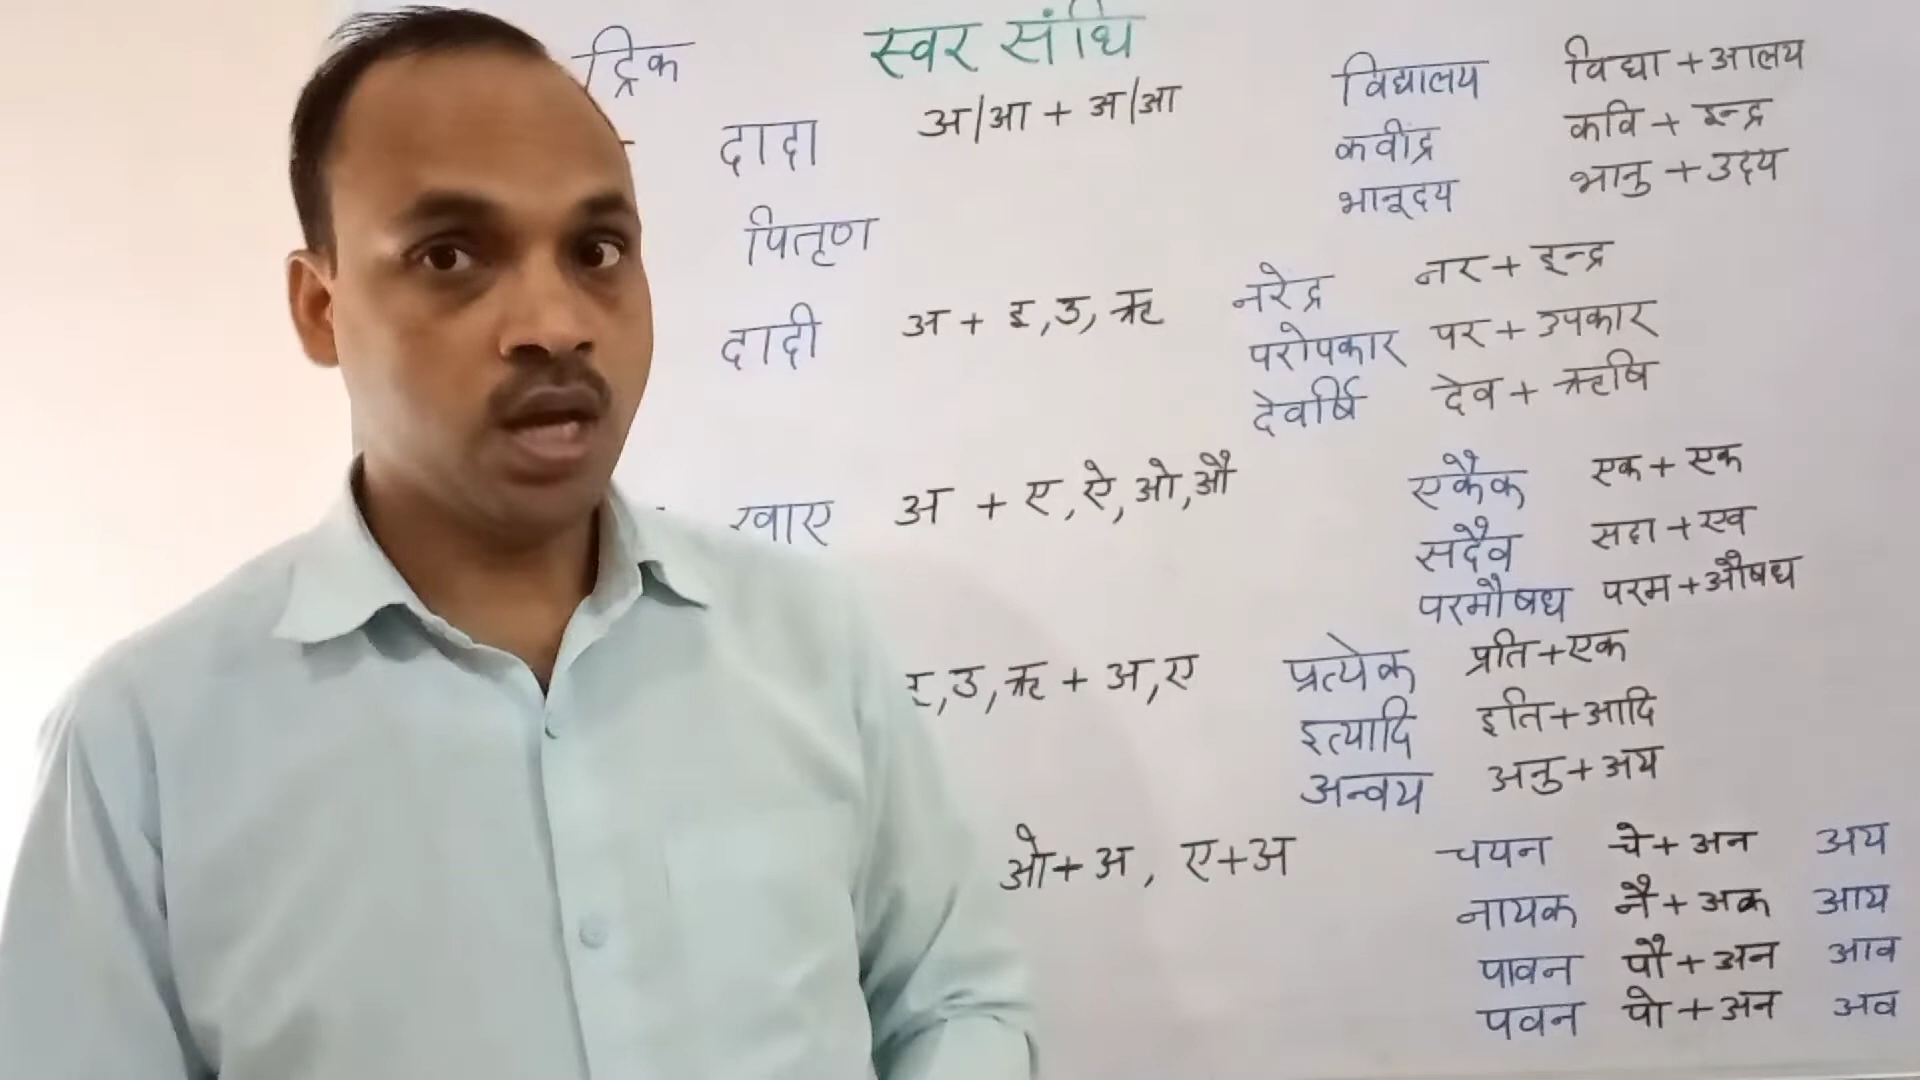 ट्रिक स्वर संधि
दादा अ/आ + अ/आ विद्यालय विद्या + आलय
कवींद्र कवि + इन्द्र
पितृण भानूदय भानु + उदय
दादी अ + इ, उ, ऋ नरेंद्र नर + इन्द्र
परोपकार पर + उपकार
देवर्षि देव + ऋषि
खाए अ + ए, ऐ, ओ, औ एकैक एक + एक
सदैव सदा + एव
परमौषध परम + औषध
इ, उ, ऋ + अ, ए प्रत्येक प्रति + एक
इत्यादि इति + आदि
अन्वय अनु + अय
ओ + अ, ए + अ चयन चे + अन अय
नायक नै + अक आय
पावन पौ + अन आव
पवन पो + अन अव